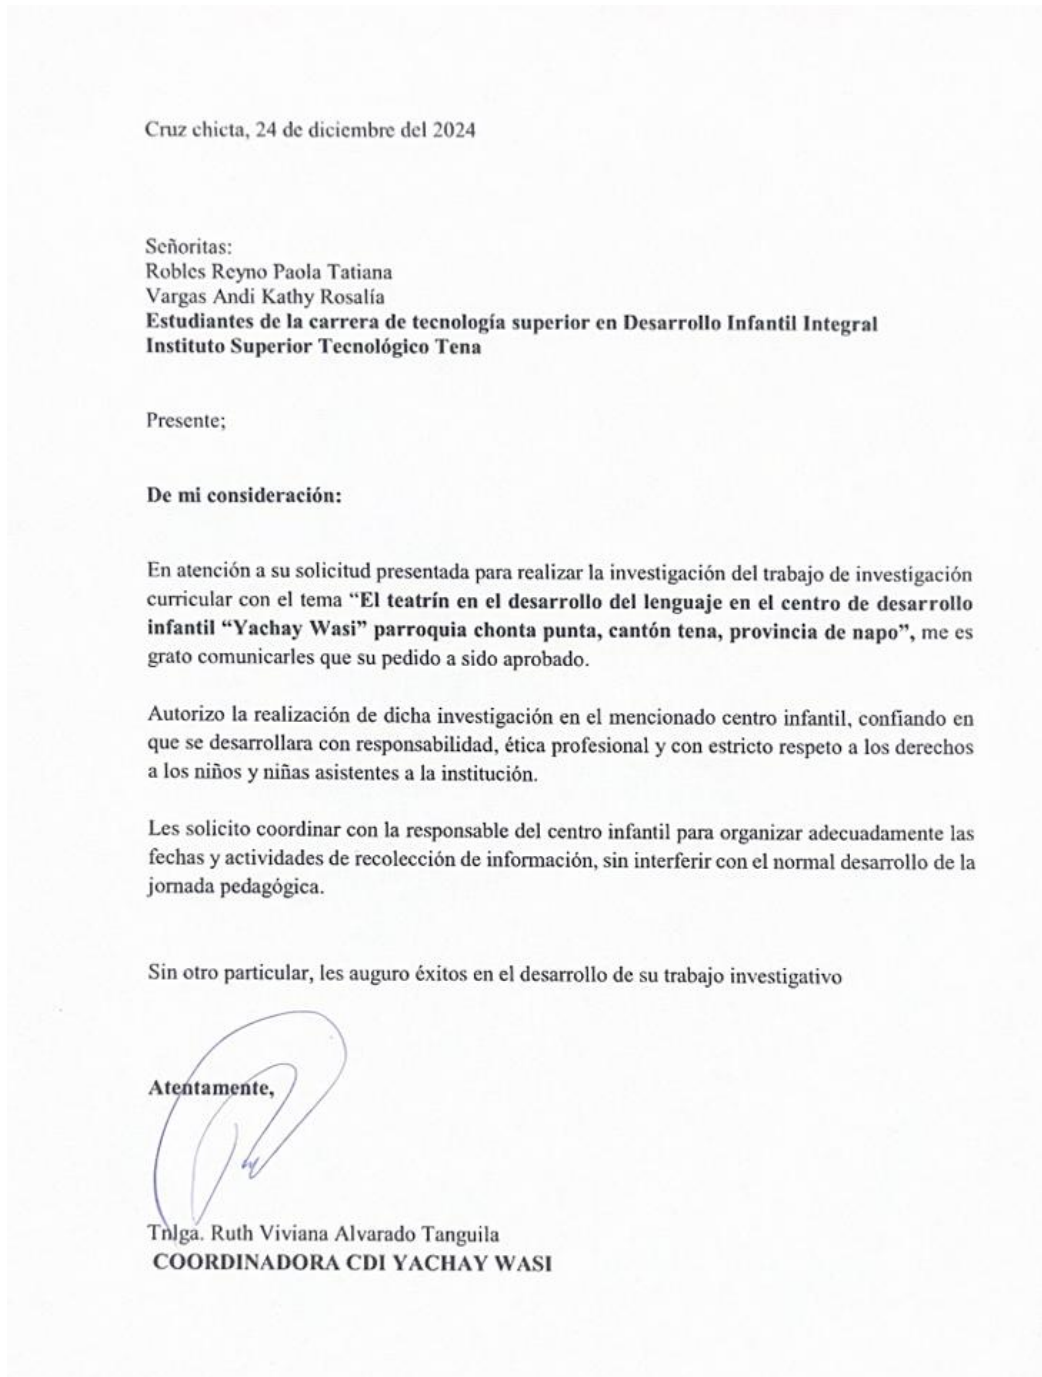 Cruz chicta, 24 de diciembre del 2024
Señoritas:
Robles Reyno Paola Tatiana
Vargas Andi Kathy Rosalía
Estudiantes de la carrera de tecnología superior en Desarrollo Infantil Integral
Instituto Superior Tecnológico Tena
Presente;
De mi consideración:
En atención a su solicitud presentada para realizar la investigación del trabajo de investigación
curricular con el tema “El teatrín en el desarrollo del lenguaje en el centro de desarrollo
infantil “Yachay Wasi” parroquia chonta punta, cantón tena, provincia de napo”, me es
grato comunicarles que su pedido a sido aprobado.
Autorizo la realización de dicha investigación en el mencionado centro infantil, confiando en
que se desarrollara con responsabilidad, ética profesional y con estricto respeto a los derechos
a los niños y niñas asistentes a la institución.
Les solicito coordinar con la responsable del centro infantil para organizar adecuadamente las
fechas y actividades de recolección de información, sin interferir con el normal desarrollo de la
jornada pedagógica.
Sin otro particular, les auguro éxitos en el desarrollo de su trabajo investigativo
Atentamente,
Tnlga. Ruth Viviana Alvarado Tanguila
COORDINADORA CDI YACHAY WASI